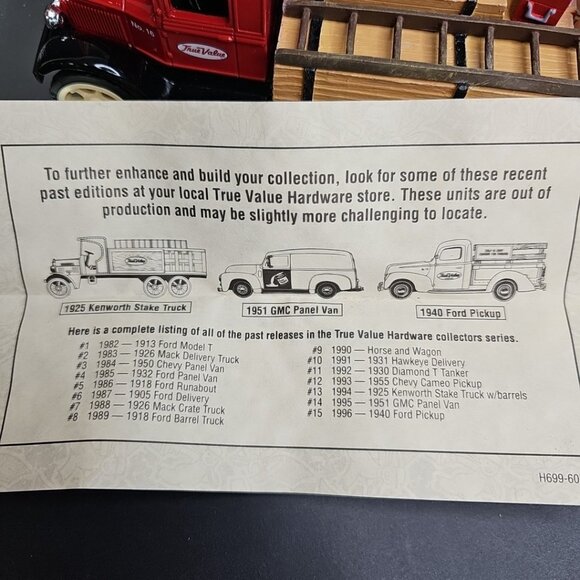 No. 16
True Value
To further enhance and build your collection, look for some of these recent
past editions at your local True Value Hardware store. These units are out of
production and may be slightly more challenging to locate.
1925 Kenworth Stake Truck
1951 GMC Panel Van
1940 Ford Pickup
Here is a complete listing of all of the past releases in the True Value Hardware collectors series.
#1 1982 — 1913 Ford Model T
#2 1983 — 1926 Mack Delivery Truck
#3 1984 — 1950 Chevy Panel Van
#4 1985 — 1932 Ford Panel Van
#5 1986 — 1918 Ford Runabout
#6 1987 — 1905 Ford Delivery
#7 1988 — 1926 Mack Crate Truck
#8 1989 — 1918 Ford Barrel Truck
#9 1990 — Horse and Wagon
#10 1991 — 1931 Hawkeye Delivery
#11 1992 — 1930 Diamond T Tanker
#12 1993 — 1955 Chevy Cameo Pickup
#13 1994 — 1925 Kenworth Stake Truck w/barrels
#14 1995 — 1951 GMC Panel Van
#15 1996 — 1940 Ford Pickup
H699-60